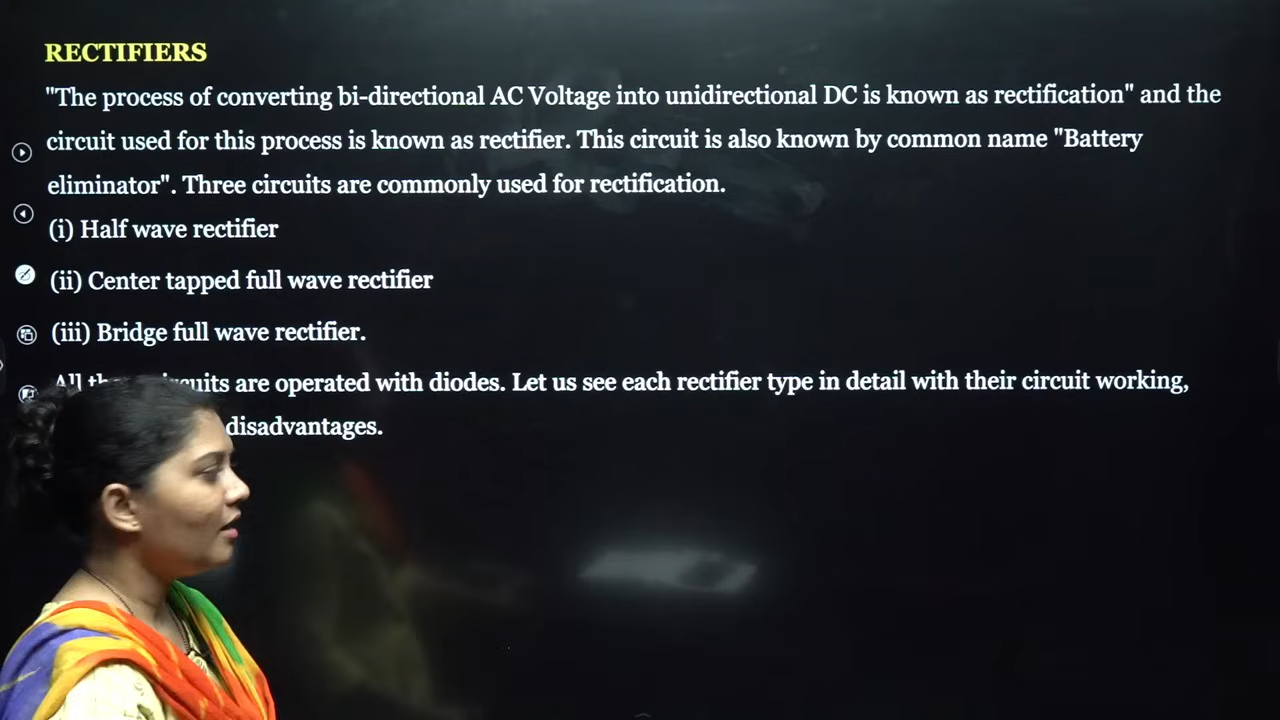 RECTIFIERS
"The process of converting bi-directional AC Voltage into unidirectional DC is known as rectification" and the
circuit used for this process is known as rectifier. This circuit is also known by common name "Battery
eliminator". Three circuits are commonly used for rectification.
(i) Half wave rectifier
(ii) Center tapped full wave rectifier
(iii) Bridge full wave rectifier.
All are operated with diodes. Let us see each rectifier type in detail with their circuit working,
disadvantages.